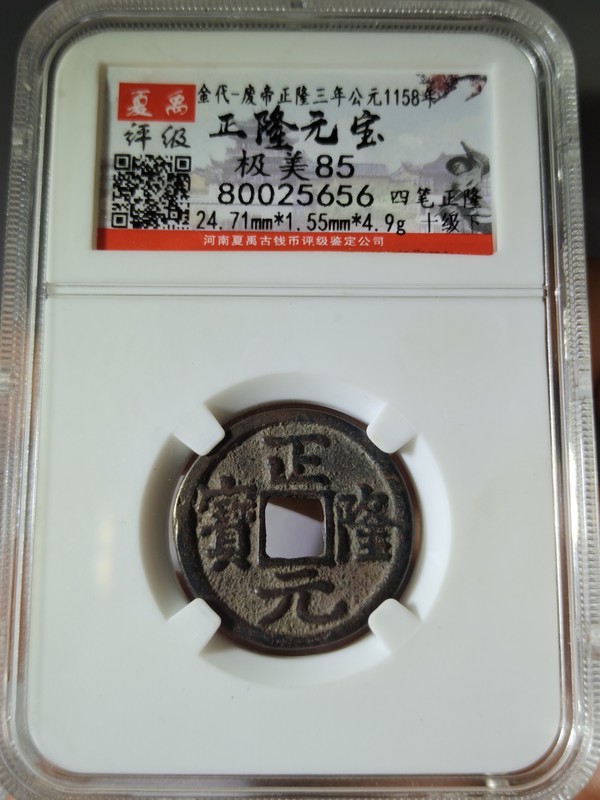 夏禹
评级
金代-废帝正隆三年公元1158年
正隆元宝
极美85
80025656 四笔正隆
24.71mm*1.55mm*4.9g 十级下
河南夏禹古钱币评级鉴定公司
正
隆
元
寶